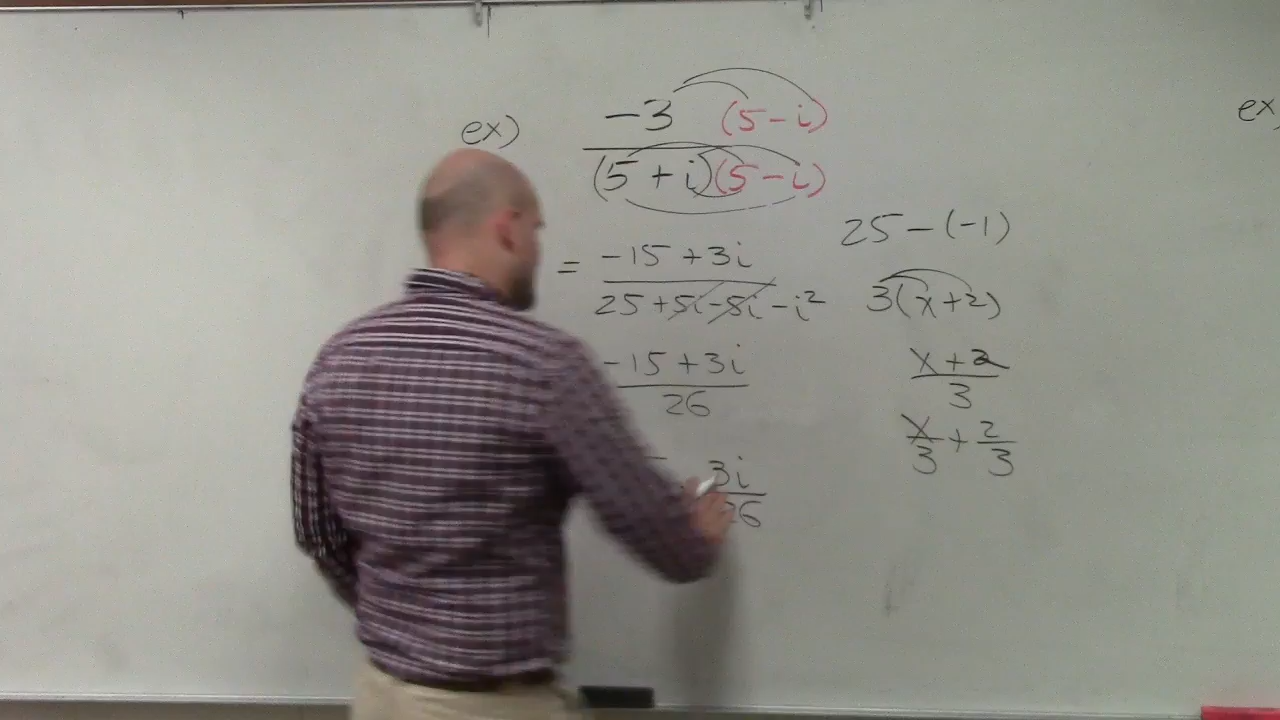 ex)
-3 (5-i)
(5+i)(5-i)
25-(-1)
= -15+3i
25+5i-5i-i²
3(x+2)
-15+3i
26
x+2
3
x/3 + 2/3
3i
26
ex